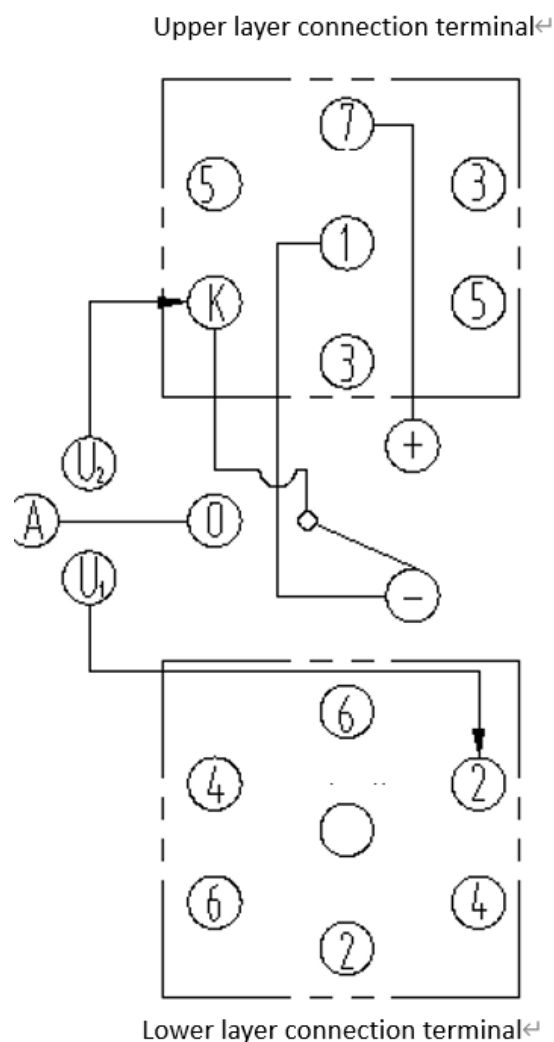 Upper layer connection terminal↵
7
5 3
1
K 5
3
+
U₂
A 0
U₁
-
6
4 2
6 4
2
Lower layer connection terminal↵